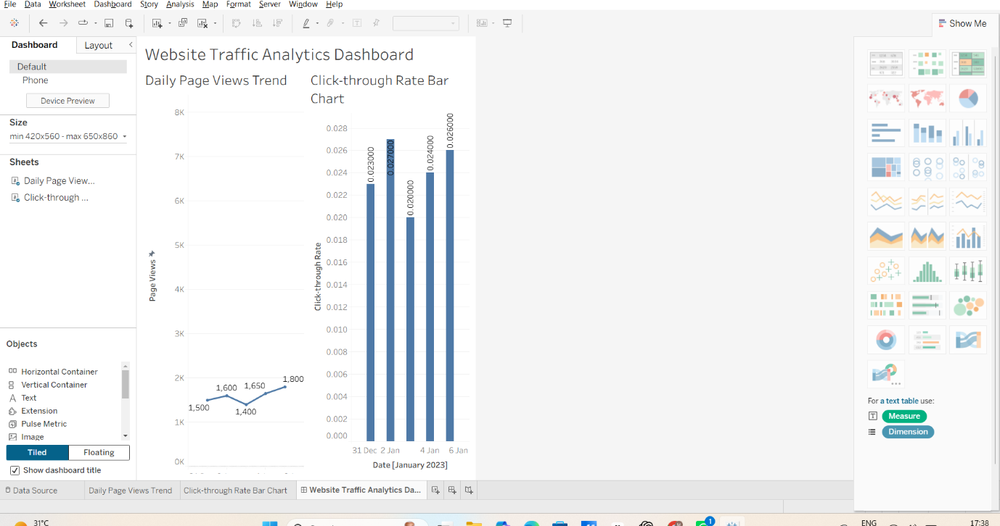 File Data Worksheet Dashboard Story Analysis Map Format Server Window Help
Show Me
Dashboard Layout
Default
Phone
Device Preview
Size
min 420x560 - max 650x860
Sheets
Daily Page View...
Click-through ...
Objects
Horizontal Container
Vertical Container
Text
Extension
Pulse Metric
Image
Tiled Floating
Show dashboard title
Website Traffic Analytics Dashboard
Daily Page Views Trend
8K
7K
6K
5K
4K
3K
2K
1K
0K
Page Views
1,500
1,600
1,400
1,650
1,800
Click-through Rate Bar
Chart
0.028
0.026
0.024
0.022
0.020
0.018
0.016
0.014
0.012
0.010
0.008
0.006
0.004
0.002
0.000
Click-through Rate
0.023000
0.027000
0.020000
0.024000
0.026000
31 Dec 2 Jan 4 Jan 6 Jan
Date [January 2023]
For a text table use:
Measure
Dimension
Data Source Daily Page Views Trend Click-through Rate Bar Chart Website Traffic Analytics Da...
31°C
1
ENG
17:38